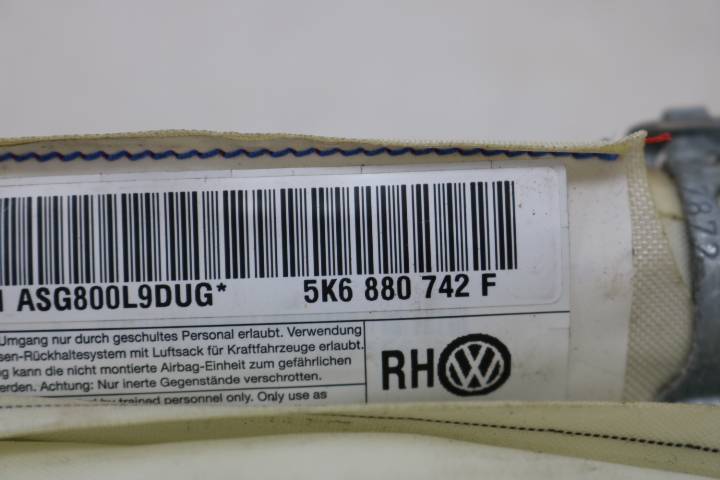 ASG800L9DUG* 5K6 880 742 F
Umgang nur durch geschultes Personal erlaubt. Verwendung
sen-Rückhaltesystem mit Luftsack für Kraftfahrzeuge erlaubt.
g kann die nicht montierte Airbag-Einheit zum gefährlichen
erden. Achtung: Nur inerte Gegenstände verschrotten.
by trained personnel only. Only use as
RH